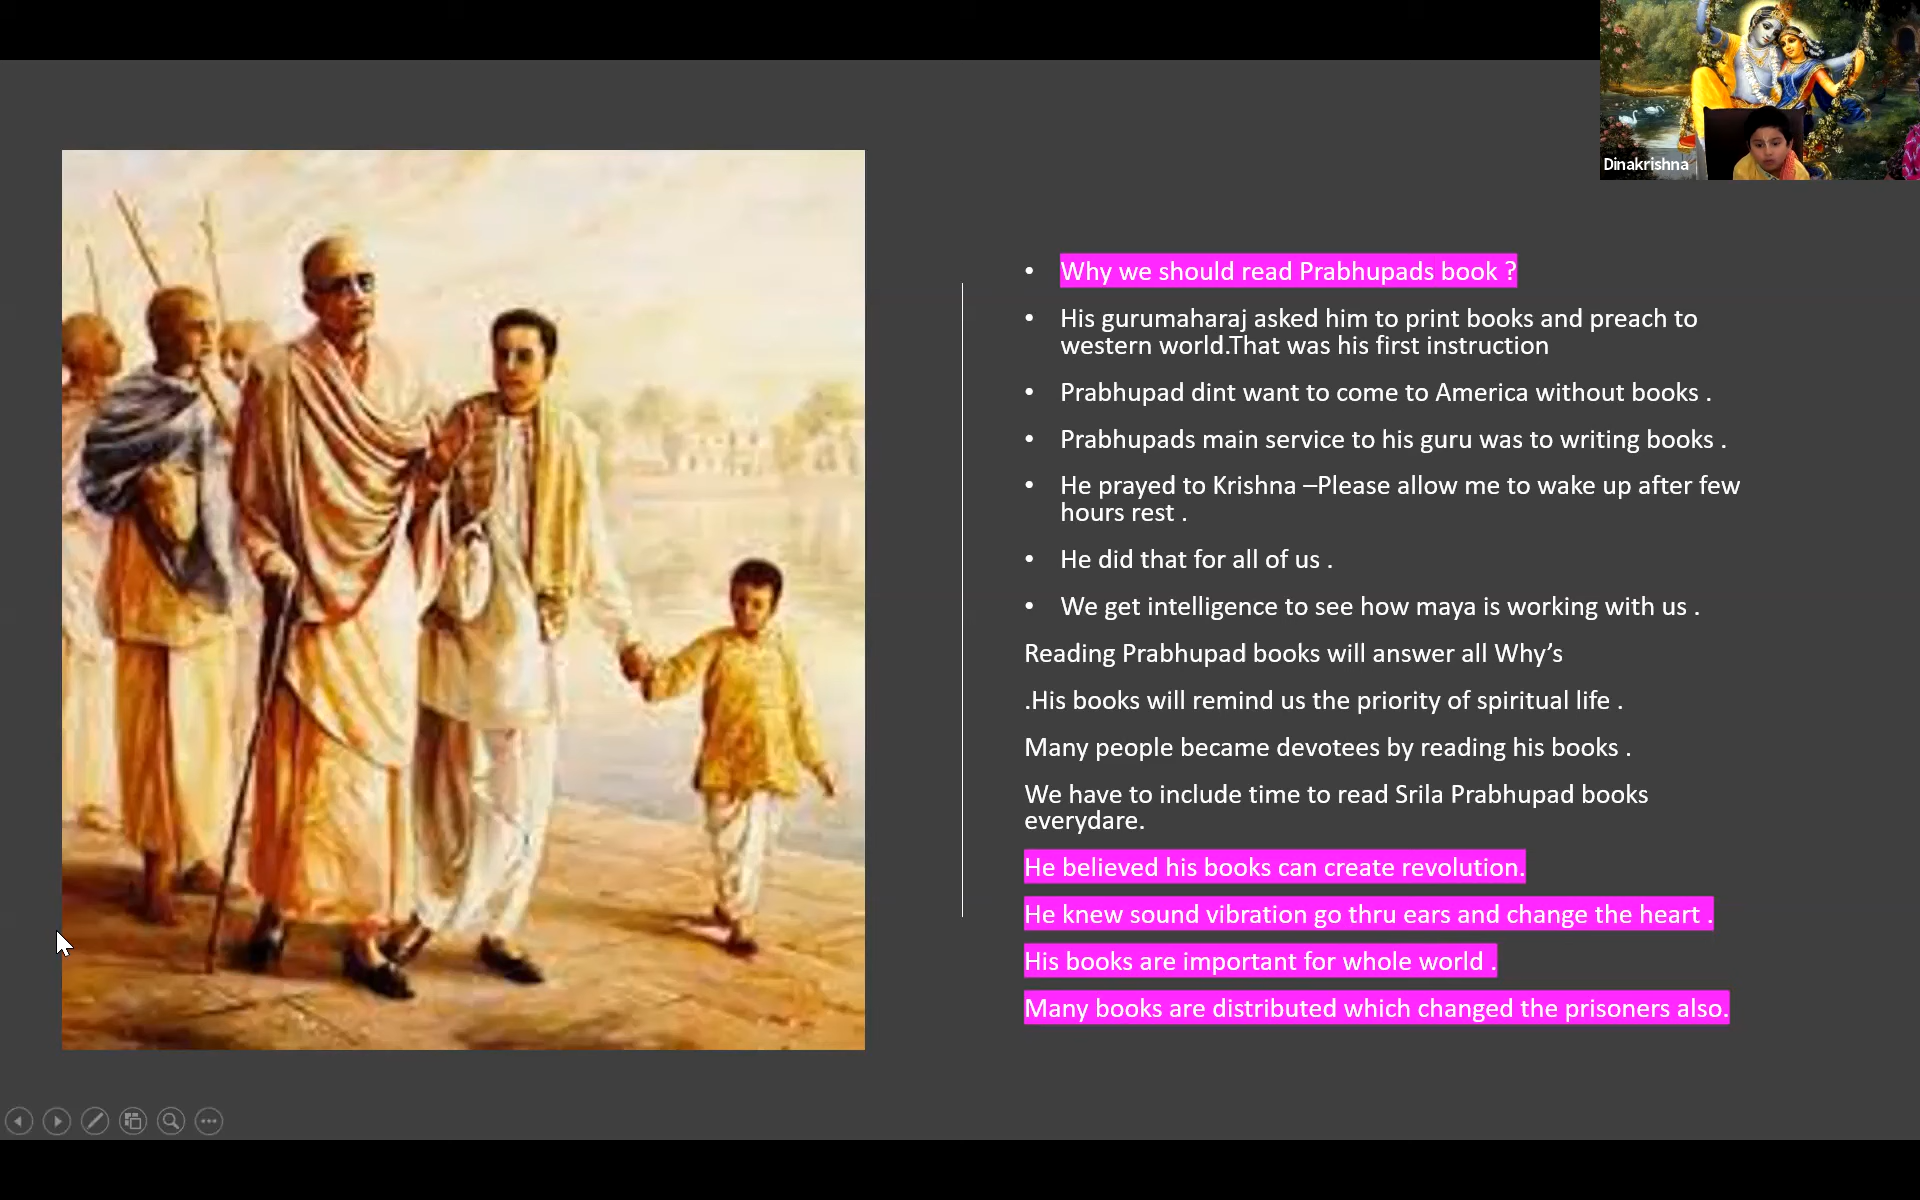 Dinakrishna
• Why we should read Prabhupads book ?
• His gurumaharaj asked him to print books and preach to
western world.That was his first instruction
• Prabhupad dint want to come to America without books .
• Prabhupads main service to his guru was to writing books .
• He prayed to Krishna –Please allow me to wake up after few
hours rest .
• He did that for all of us .
• We get intelligence to see how maya is working with us .
Reading Prabhupad books will answer all Why’s
.His books will remind us the priority of spiritual life .
Many people became devotees by reading his books .
We have to include time to read Srila Prabhupad books
everydare.
He believed his books can create revolution.
He knew sound vibration go thru ears and change the heart .
His books are important for whole world .
Many books are distributed which changed the prisoners also.